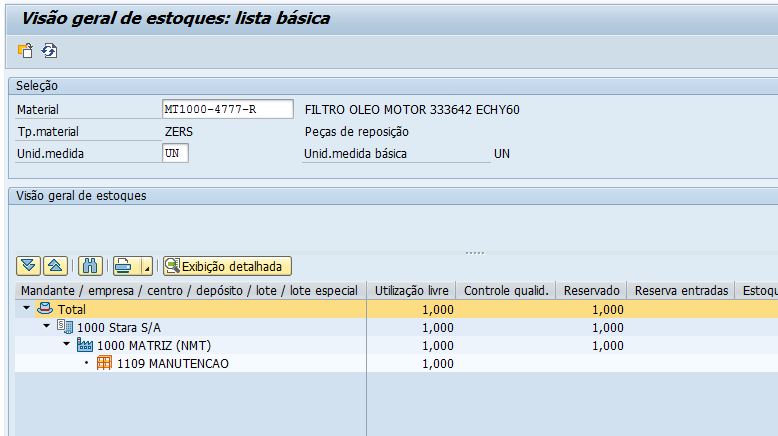 Visão geral de estoques: lista básica
Seleção
Material MT1000-4777-R FILTRO OLEO MOTOR 333642 ECHY60
Tp.material ZERS Peças de reposição
Unid.medida UN Unid.medida básica UN
Visão geral de estoques
Exibição detalhada
Mandante / empresa / centro / depósito / lote / lote especial Utilização livre Controle qualid. Reservado Reserva entradas Estoqu
Total 1,000 1,000
1000 Stara S/A 1,000 1,000
1000 MATRIZ (NMT) 1,000 1,000
1109 MANUTENCAO 1,000